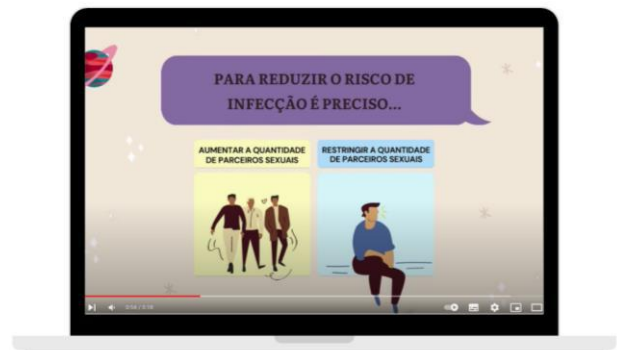 PARA REDUZIR O RISCO DE
INFECÇÃO É PRECISO...
AUMENTAR A QUANTIDADE
DE PARCEIROS SEXUAIS
RESTRINGIR A QUANTIDADE
DE PARCEIROS SEXUAIS